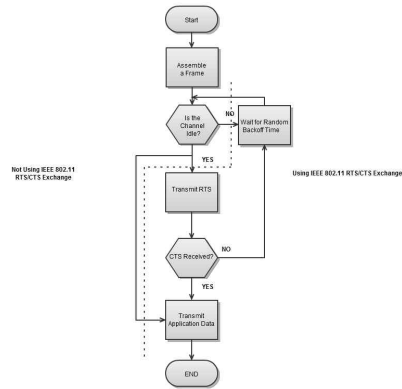 Start
Assemble
a Frame
Is the
Channel
Idle?
NO
Wait for Random
Backoff Time
YES
Not Using IEEE 802.11
RTS/CTS Exchange
Using IEEE 802.11 RTS/CTS Exchange
Transmit RTS
CTS Received?
NO
YES
Transmit
Application Data
END